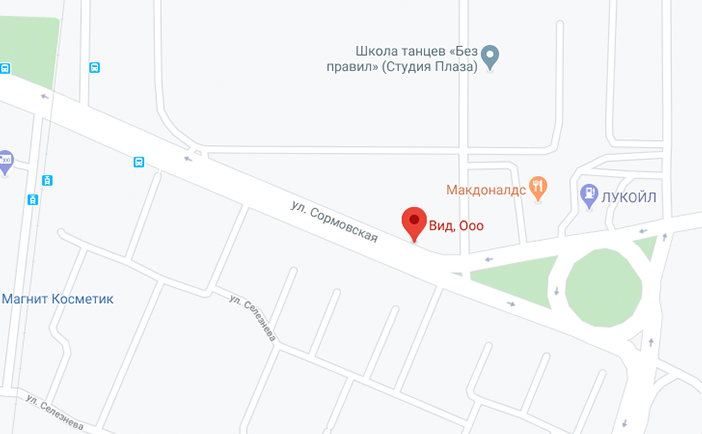 Школа танцев «Без
правил» (Студия Плаза)
Макдоналдс
ЛУКОЙЛ
ул. Сормовская
Вид, Ооо
Магнит Косметик
ул. Селезнева
ул. Селезнева